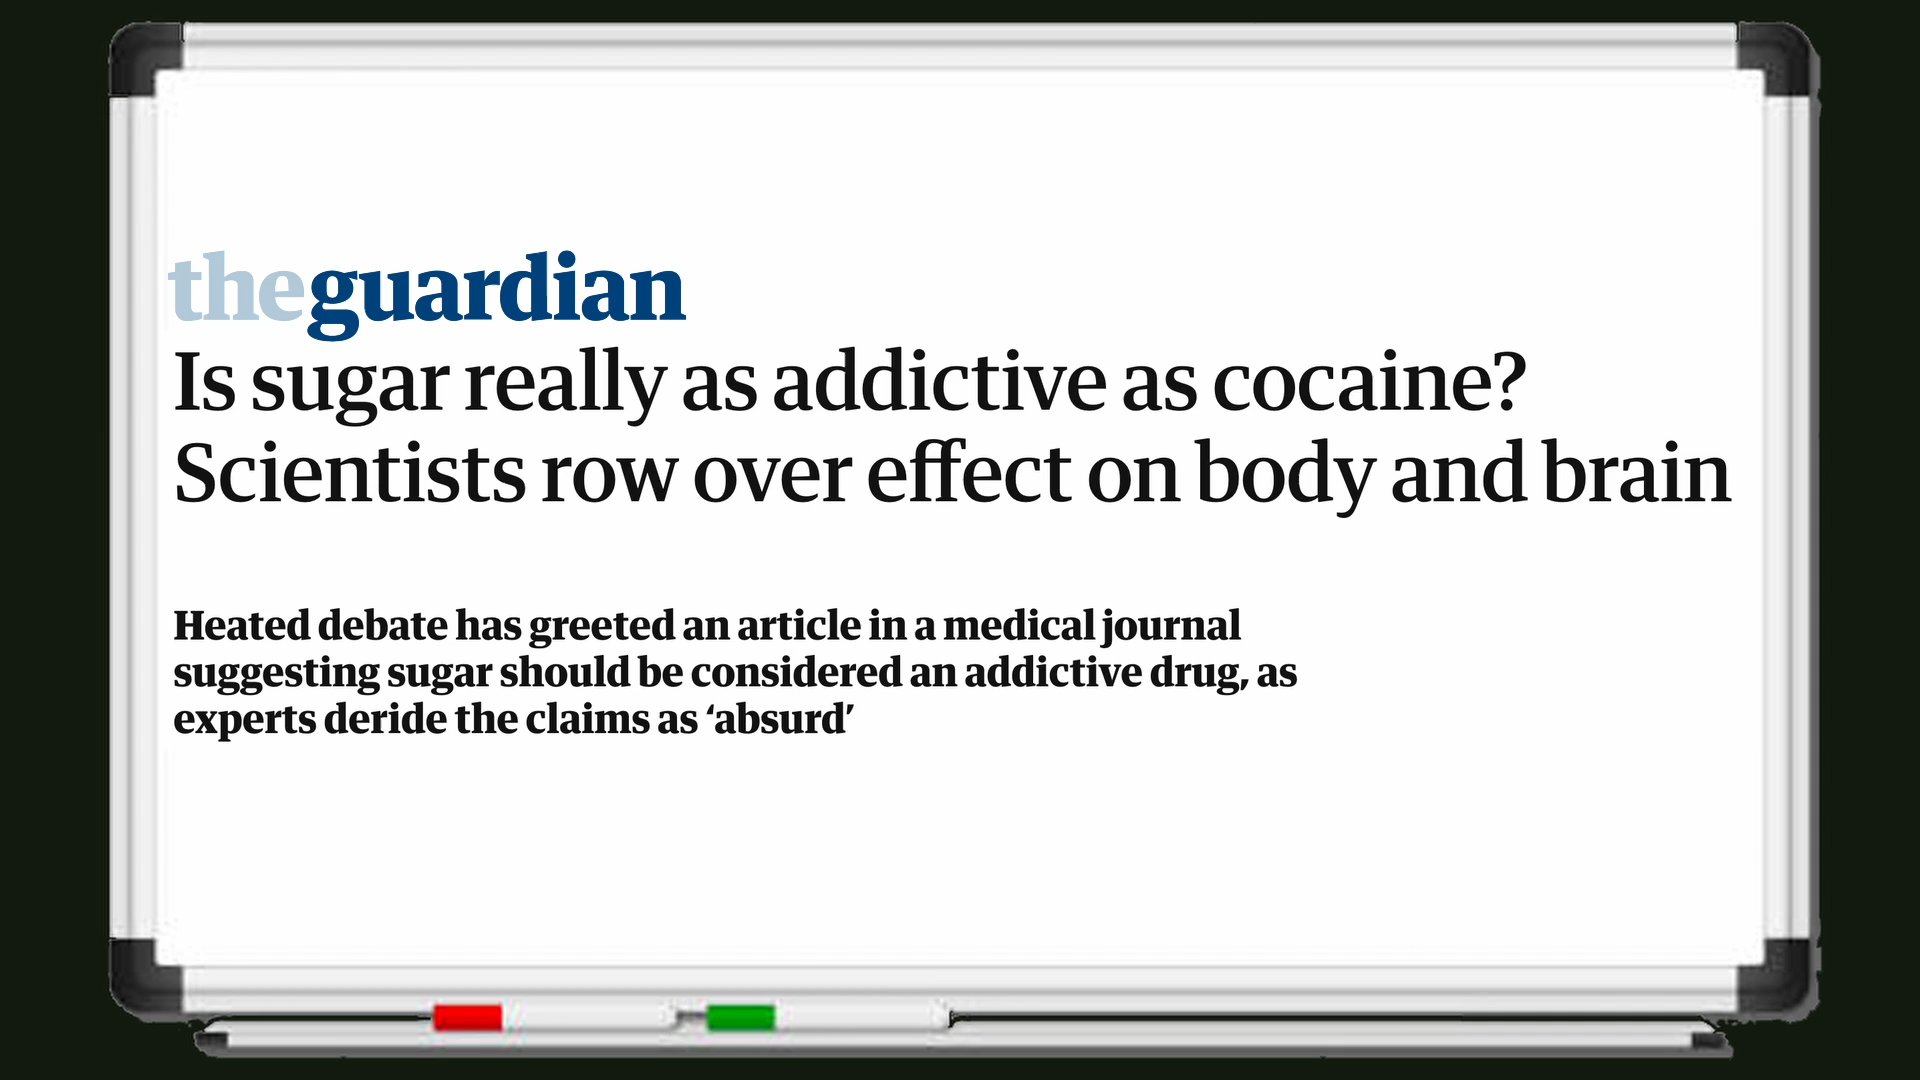 theguardian
Is sugar really as addictive as cocaine?
Scientists row over effect on body and brain
Heated debate has greeted an article in a medical journal
suggesting sugar should be considered an addictive drug, as
experts deride the claims as ‘absurd’